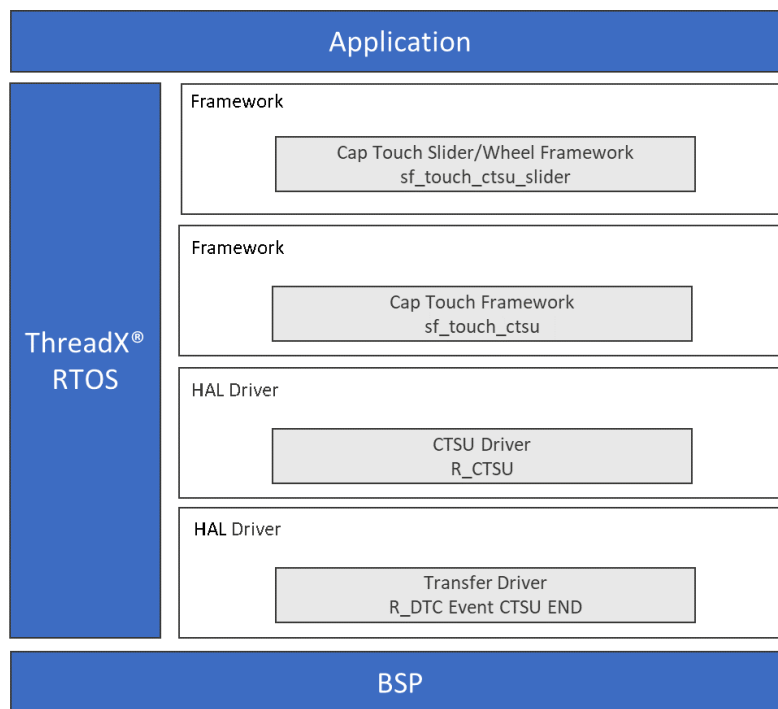 Application
Framework
Cap Touch Slider/Wheel Framework
sf_touch_ctsu_slider
Framework
Cap Touch Framework
sf_touch_ctsu
ThreadX®
RTOS
HAL Driver
CTSU Driver
R_CTSU
HAL Driver
Transfer Driver
R_DTC Event CTSU END
BSP